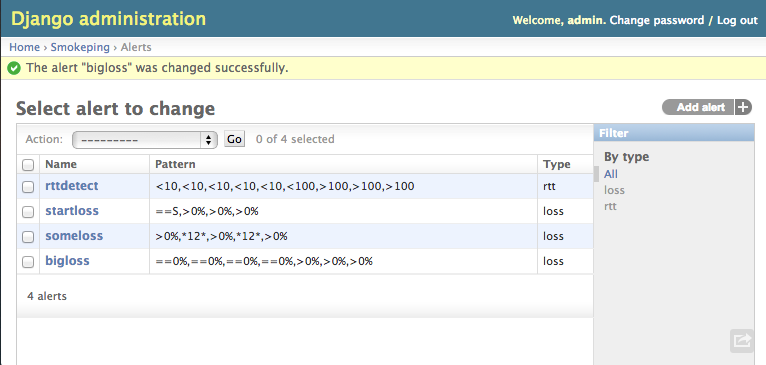 Django administration
Welcome, admin. Change password / Log out
Home › Smokeping › Alerts
The alert "bigloss" was changed successfully.
Select alert to change
Add alert +
Action: --------- Go 0 of 4 selected
Filter
Name Pattern Type
By type
All
loss
rtt
rttdetect <10,<10,<10,<10,<10,<100,>100,>100,>100 rtt
startloss ==S,>0%,>0%,>0% loss
someloss >0%,*12*,>0%,*12*,>0% loss
bigloss ==0%,==0%,==0%,==0%,>0%,>0%,>0% loss
4 alerts